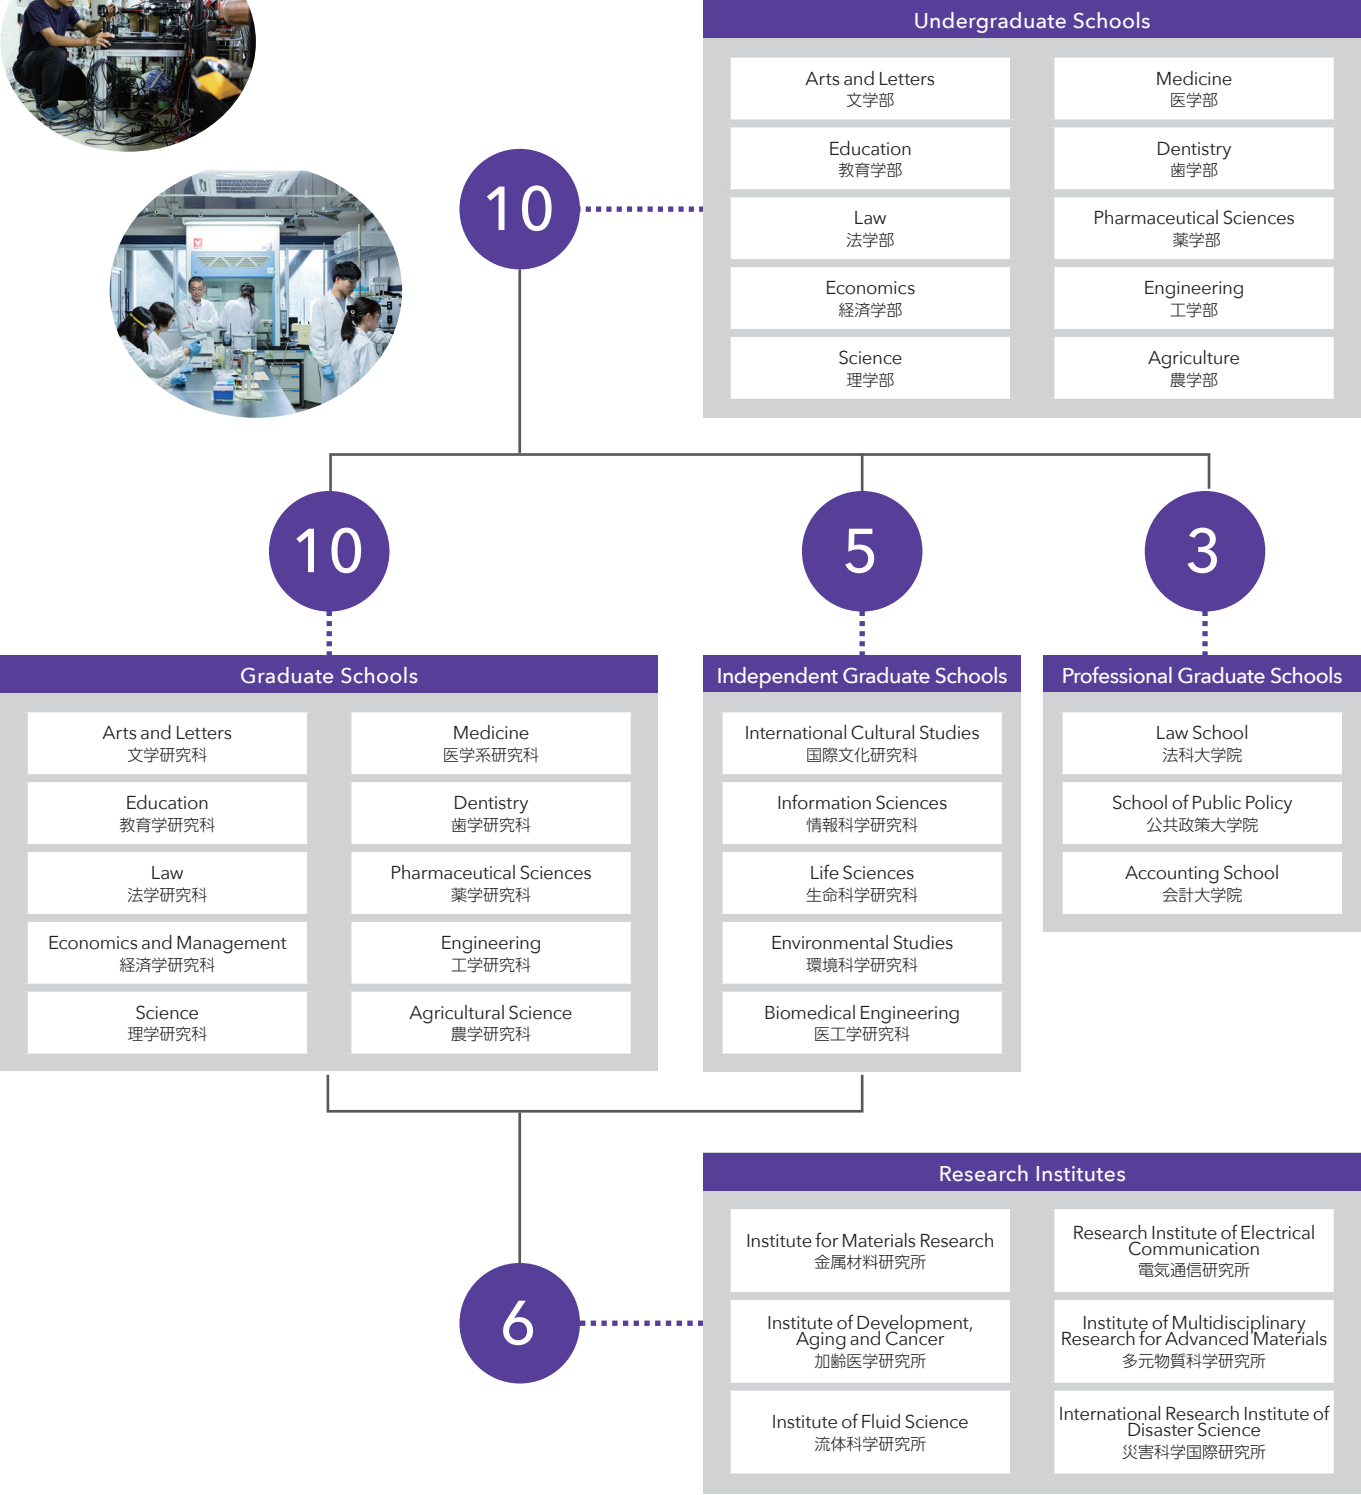 Undergraduate Schools
Arts and Letters
文学部
Medicine
医学部
Education
教育学部
Dentistry
歯学部
Law
法学部
Pharmaceutical Sciences
薬学部
Economics
経済学部
Engineering
工学部
Science
理学部
Agriculture
農学部
10
10
5
3
Graduate Schools
Arts and Letters
文学研究科
Medicine
医学系研究科
Education
教育学研究科
Dentistry
歯学研究科
Law
法学研究科
Pharmaceutical Sciences
薬学研究科
Economics and Management
経済学研究科
Engineering
工学研究科
Science
理学研究科
Agricultural Science
農学研究科
Independent Graduate Schools
International Cultural Studies
国際文化研究科
Information Sciences
情報科学研究科
Life Sciences
生命科学研究科
Environmental Studies
環境科学研究科
Biomedical Engineering
医工学研究科
Professional Graduate Schools
Law School
法科大学院
School of Public Policy
公共政策大学院
Accounting School
会計大学院
6
Research Institutes
Institute for Materials Research
金属材料研究所
Research Institute of Electrical
Communication
電気通信研究所
Institute of Development,
Aging and Cancer
加齢医学研究所
Institute of Multidisciplinary
Research for Advanced Materials
多元物質科学研究所
Institute of Fluid Science
流体科学研究所
International Research Institute of
Disaster Science
災害科学国際研究所